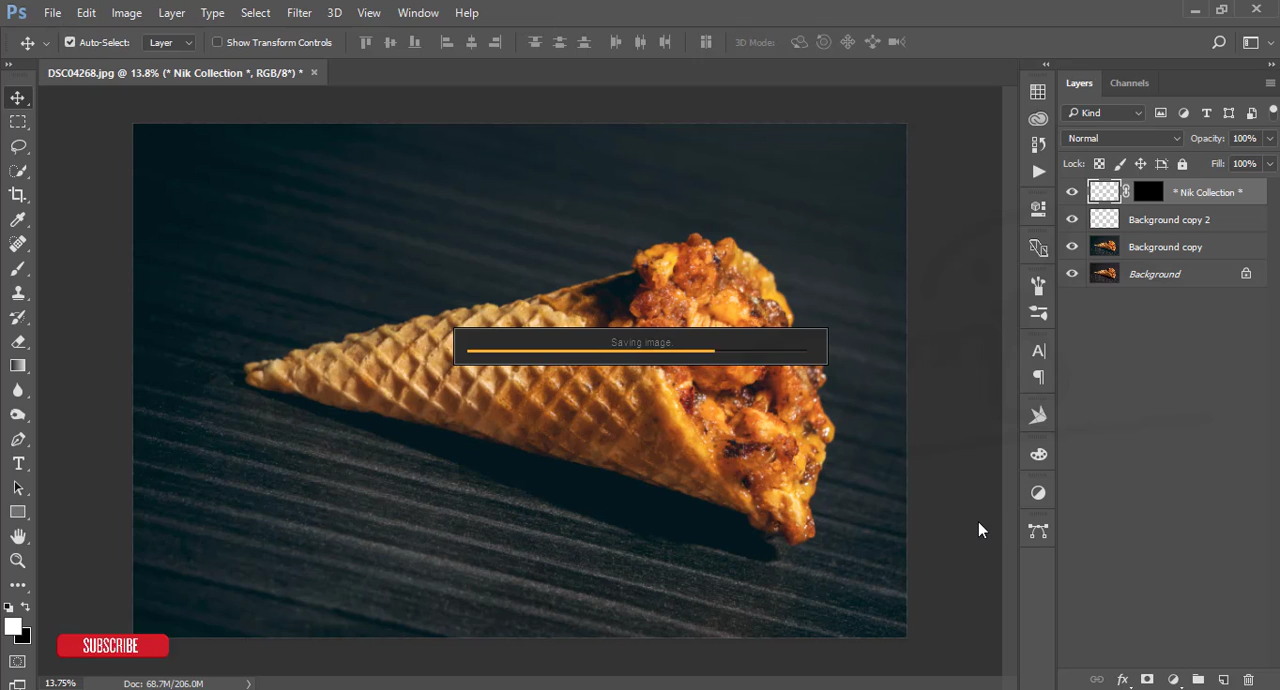 Ps File Edit Image Layer Type Select Filter 3D View Window Help
Auto-Select: Layer Show Transform Controls 3D Mode:
DSC04268.jpg @ 13.8% (* Nik Collection *, RGB/8*) * ×
Layers Channels
Kind
Normal Opacity: 100%
Lock: Fill: 100%
* Nik Collection *
Background copy 2
Background copy
Background
Saving image.
SUBSCRIBE
13.75% Doc: 68.7M/206.0M